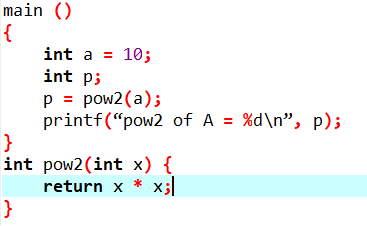 main ()
{
    int a = 10;
    int p;
    p = pow2(a);
    printf(“pow2 of A = %d\n”, p);
}
int pow2(int x) {
    return x * x;
}